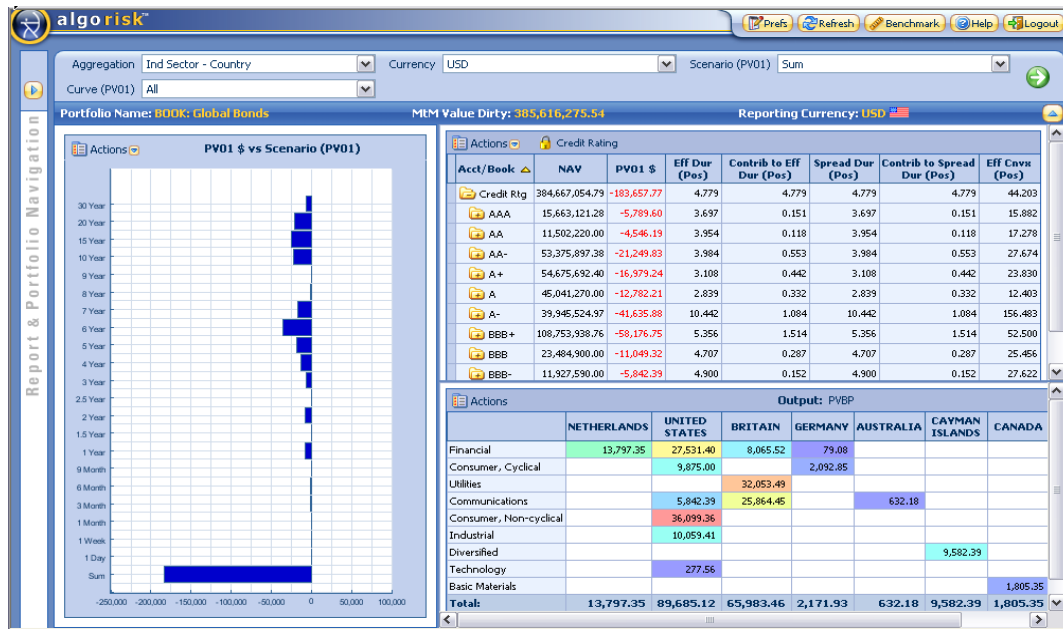 algorisk™
Prefs Refresh Benchmark Help Logout
Aggregation Ind Sector - Country Currency USD Scenario (PV01) Sum
Curve (PV01) All
Portfolio Name: BOOK: Global Bonds MtM Value Dirty: 385,616,275.54 Reporting Currency: USD
Report & Portfolio Navigation
Actions PV01 $ vs Scenario (PV01)
30 Year
20 Year
15 Year
10 Year
9 Year
8 Year
7 Year
6 Year
5 Year
4 Year
3 Year
2.5 Year
2 Year
1.5 Year
1 Year
9 Month
6 Month
3 Month
1 Month
1 Week
1 Day
Sum
-250,000 -200,000 -150,000 -100,000 -50,000 0 50,000 100,000
Actions Credit Rating
Acct/Book NAV PV01 $ Eff Dur (Pos) Contrib to Eff Dur (Pos) Spread Dur (Pos) Contrib to Spread Dur (Pos) Eff Cnvx (Pos)
Credit Rtg 384,667,054.79 -183,657.77 4.779 4.779 4.779 4.779 44.203
AAA 15,663,121.28 -5,789.60 3.697 0.151 3.697 0.151 15.882
AA 11,502,220.00 -4,546.19 3.954 0.118 3.954 0.118 17.278
AA- 53,375,897.38 -21,249.83 3.984 0.553 3.984 0.553 27.674
A+ 54,675,692.40 -16,979.24 3.108 0.442 3.108 0.442 23.830
A 45,041,270.00 -12,782.21 2.839 0.332 2.839 0.332 12.403
A- 39,945,524.97 -41,635.88 10.442 1.084 10.442 1.084 156.483
BBB+ 108,753,938.76 -58,176.75 5.356 1.514 5.356 1.514 52.500
BBB 23,484,900.00 -11,049.32 4.707 0.287 4.707 0.287 25.456
BBB- 11,927,590.00 -5,842.39 4.900 0.152 4.900 0.152 27.622
Actions Output: PVBP
NETHERLANDS UNITED STATES BRITAIN GERMANY AUSTRALIA CAYMAN ISLANDS CANADA
Financial 13,797.35 27,531.40 8,065.52 79.08
Consumer, Cyclical 9,875.00 2,092.85
Utilities 32,053.49
Communications 5,842.39 25,864.45 632.18
Consumer, Non-cyclical 36,099.36
Industrial 10,059.41
Diversified 9,582.39
Technology 277.56
Basic Materials 1,805.35
Total: 13,797.35 89,685.12 65,983.46 2,171.93 632.18 9,582.39 1,805.35